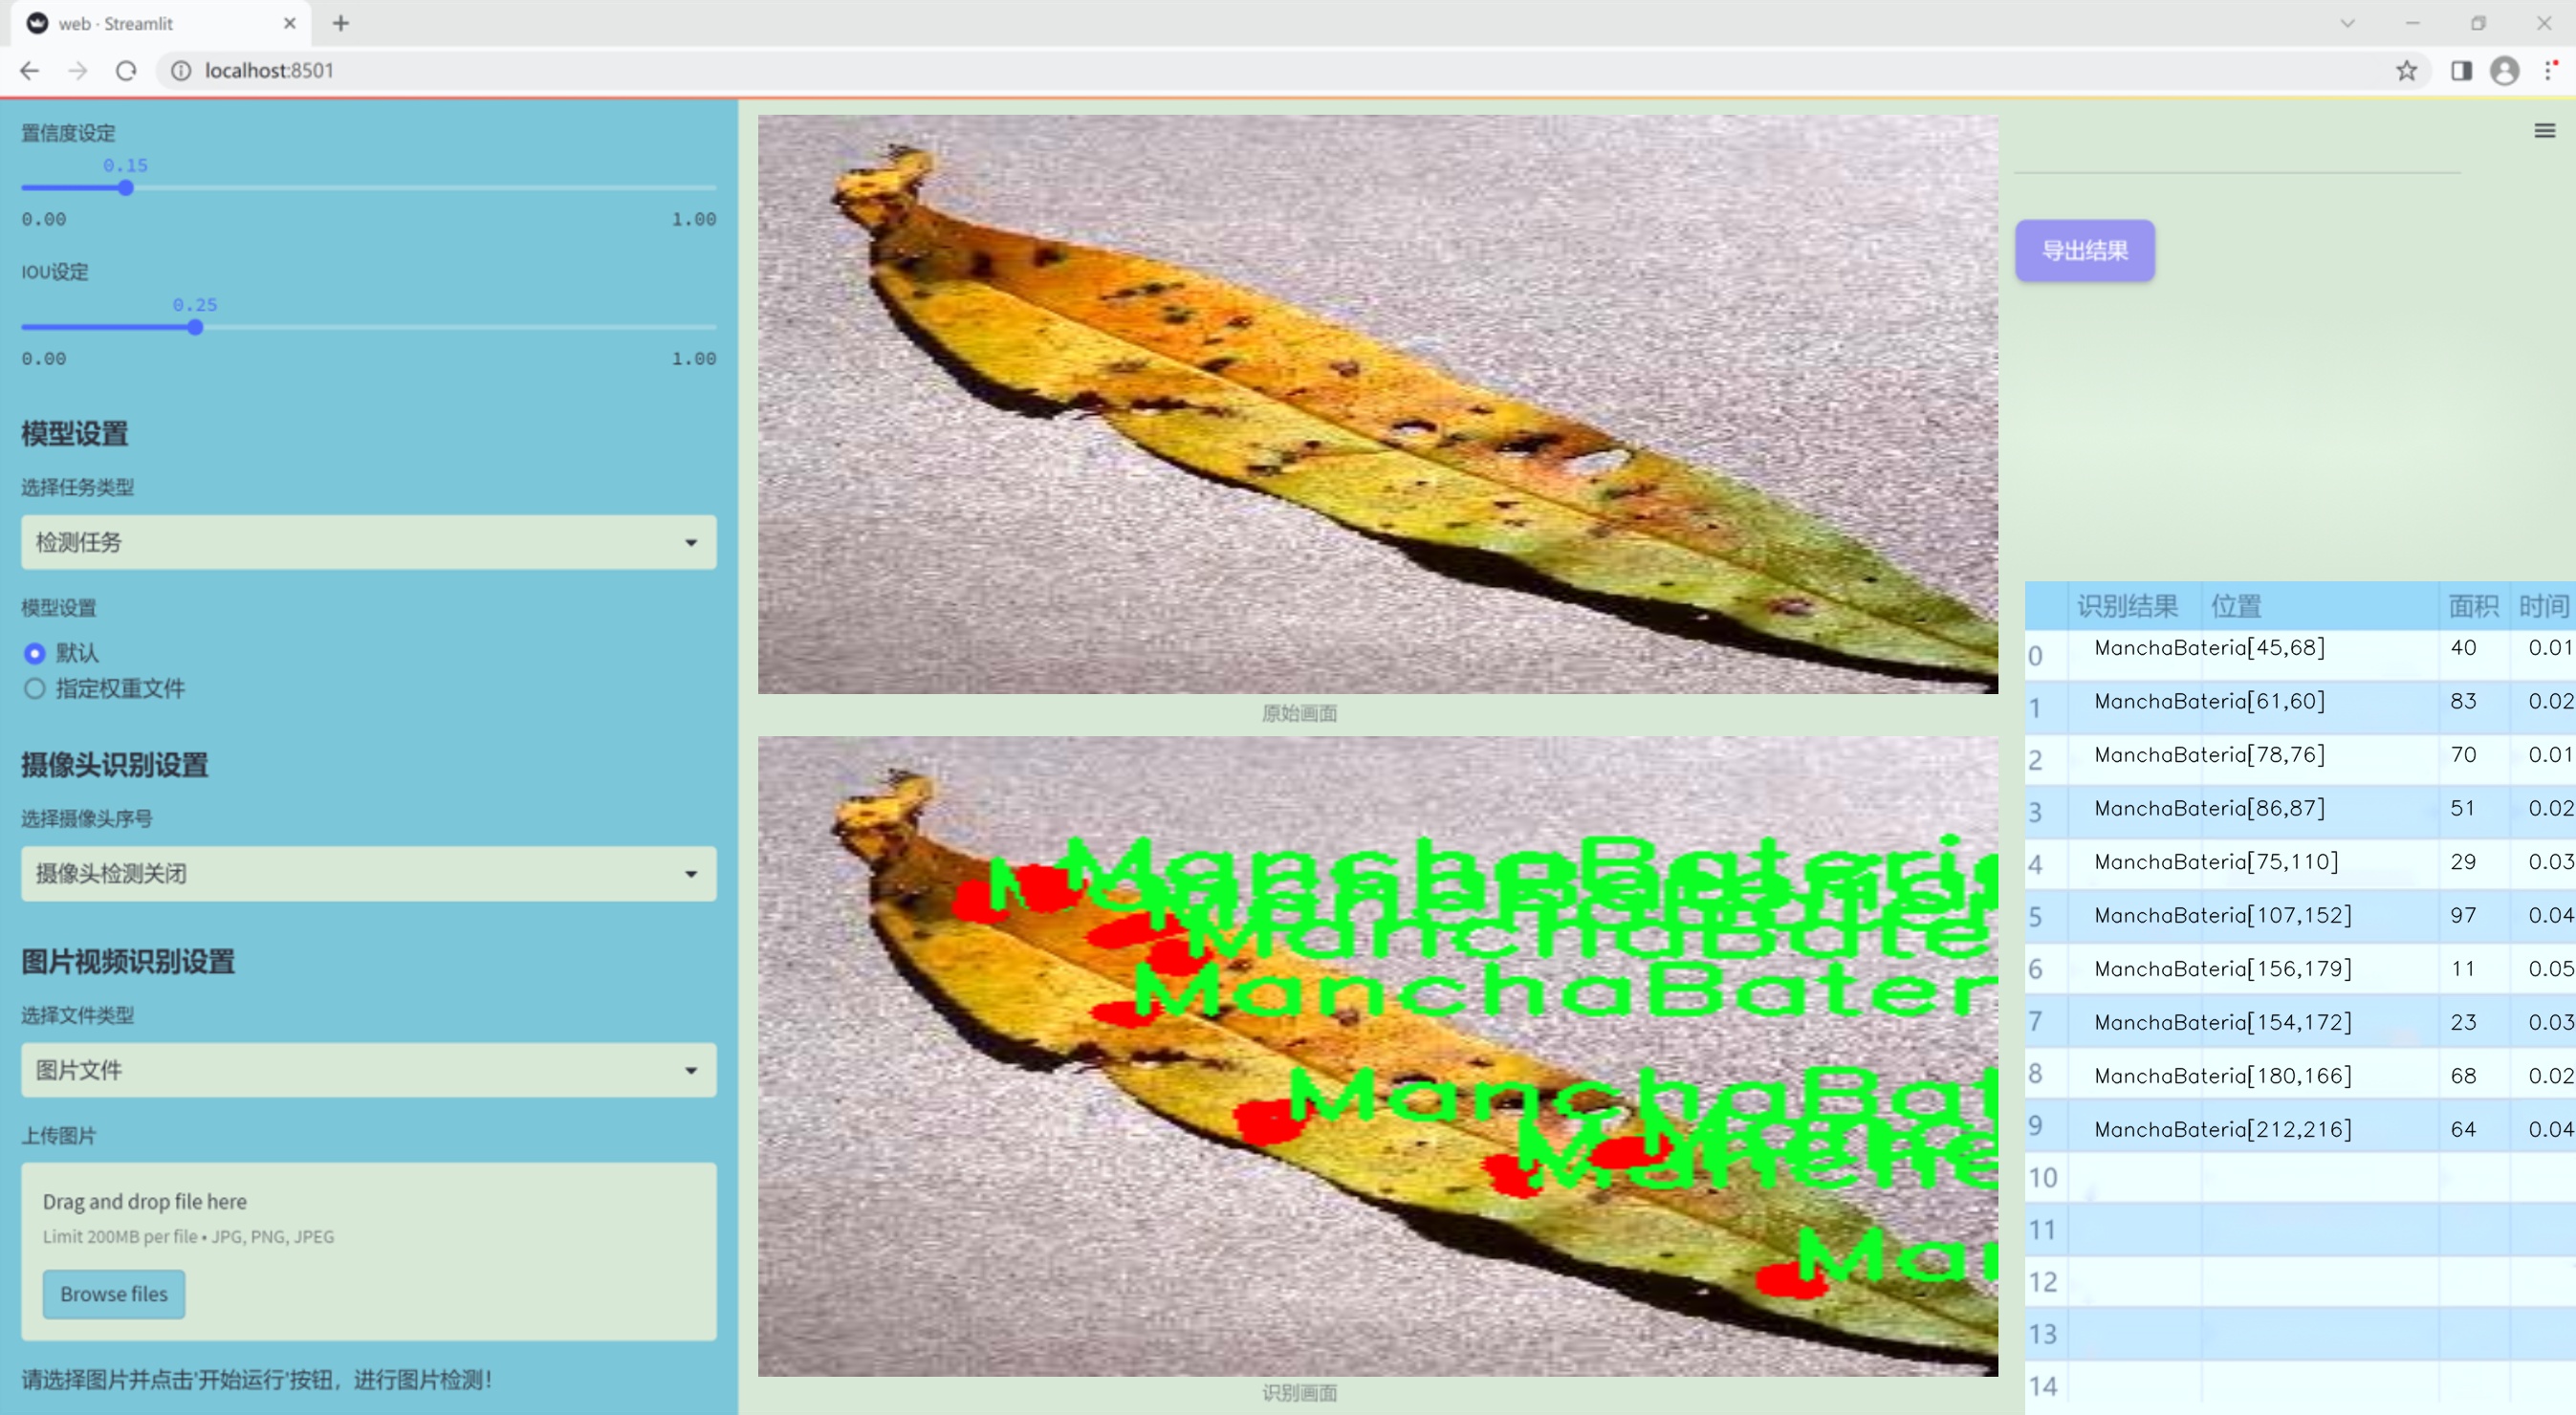 web · Streamlit
localhost:8501
置信度设定
0.15
0.00 1.00
IOU设定
0.25
0.00 1.00
模型设置
选择任务类型
检测任务
模型设置
默认
指定权重文件
摄像头识别设置
选择摄像头序号
摄像头检测关闭
图片视频识别设置
选择文件类型
图片文件
上传图片
Drag and drop file here
Limit 200MB per file • JPG, PNG, JPEG
Browse files
请选择图片并点击'开始运行'按钮，进行图片检测！
原始画面
ManchaBateri
ManchaBate
ManchaBater
ManchaBat
Man
识别画面
导出结果
识别结果 位置 面积 时间
0 ManchaBateria[45,68] 40 0.01
1 ManchaBateria[61,60] 83 0.02
2 ManchaBateria[78,76] 70 0.01
3 ManchaBateria[86,87] 51 0.02
4 ManchaBateria[75,110] 29 0.03
5 ManchaBateria[107,152] 97 0.04
6 ManchaBateria[156,179] 11 0.05
7 ManchaBateria[154,172] 23 0.03
8 ManchaBateria[180,166] 68 0.02
9 ManchaBateria[212,216] 64 0.04
10
11
12
13
14